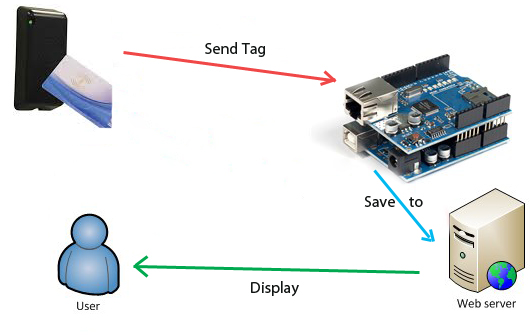 Send Tag
Save to
Display
User
Web server